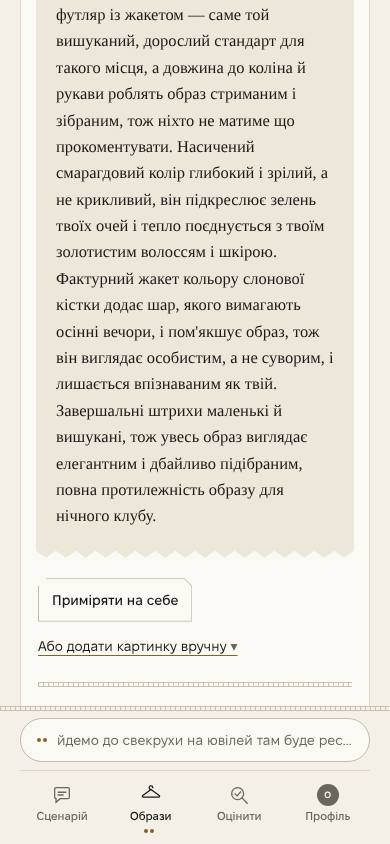 футляр із жакетом — саме той
вишуканий, дорослий стандарт для
такого місця, а довжина до коліна й
рукави роблять образ стриманим і
зібраним, тож ніхто не матиме що
прокоментувати. Насичений
смарагдовий колір глибокий і зрілий, а
не крикливий, він підкреслює зелень
твоїх очей і тепло поєднується з твоїм
золотистим волоссям і шкірою.
Фактурний жакет кольору слонової
кістки додає шар, якого вимагають
осінні вечори, і пом'якшує образ, тож
він виглядає особистим, а не суворим, і
лишається впізнаваним як твій.
Завершальні штрихи маленькі й
вишукані, тож увесь образ виглядає
елегантним і дбайливо підібраним,
повна протилежність образу для
нічного клубу.
Приміряти на себе
Або додати картинку вручну ▾
йдемо до свекрухи на ювілей там буде рес...
Сценарій
Образи
Оцінити
О
Профіль